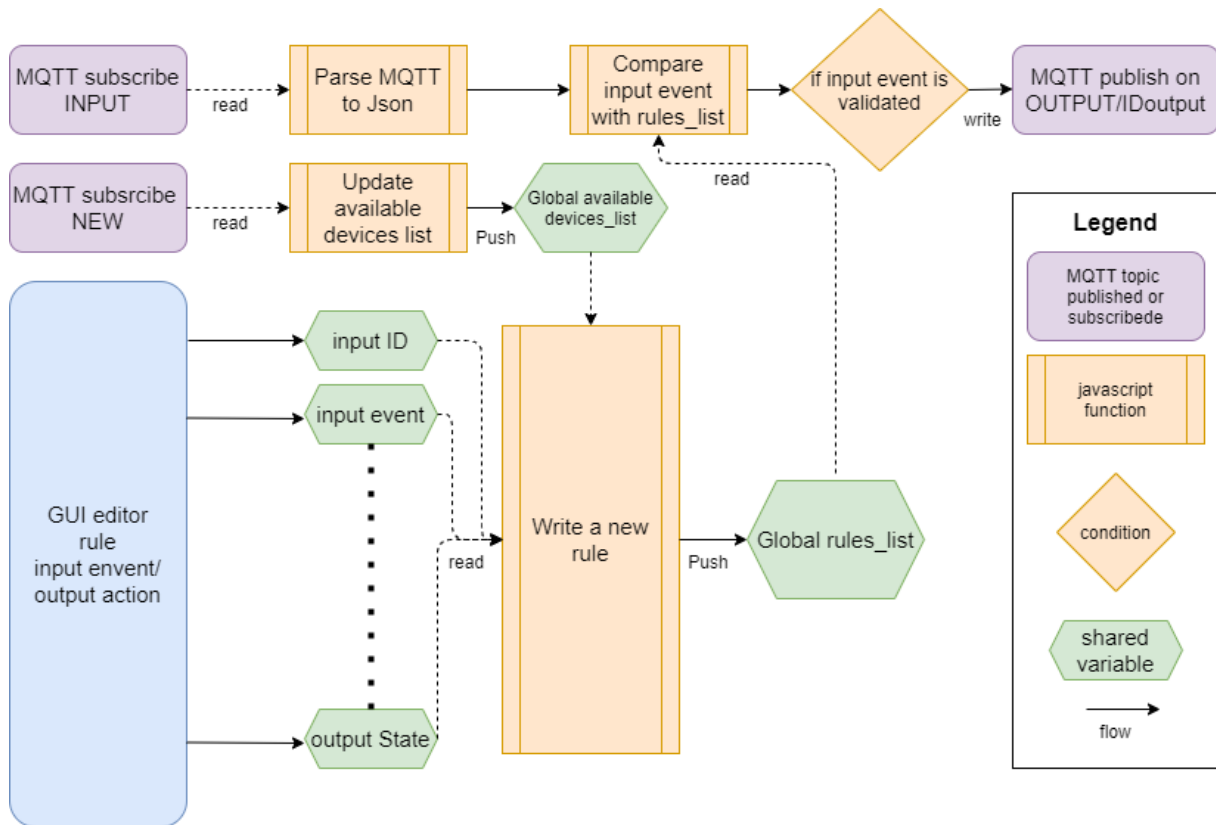 MQTT subscribe
INPUT
read
Parse MQTT
to Json
Compare
input event
with rules_list
if input event is
validated
write
MQTT publish on
OUTPUT/IDoutput
MQTT subsrcibe
NEW
read
Update
available
devices list
Push
Global available
devices_list
read
GUI editor
rule
input envent/
output action
input ID
input event
output State
read
Write a new
rule
Push
Global rules_list
Legend
MQTT topic
published or
subscribede
javascript
function
condition
shared
variable
flow